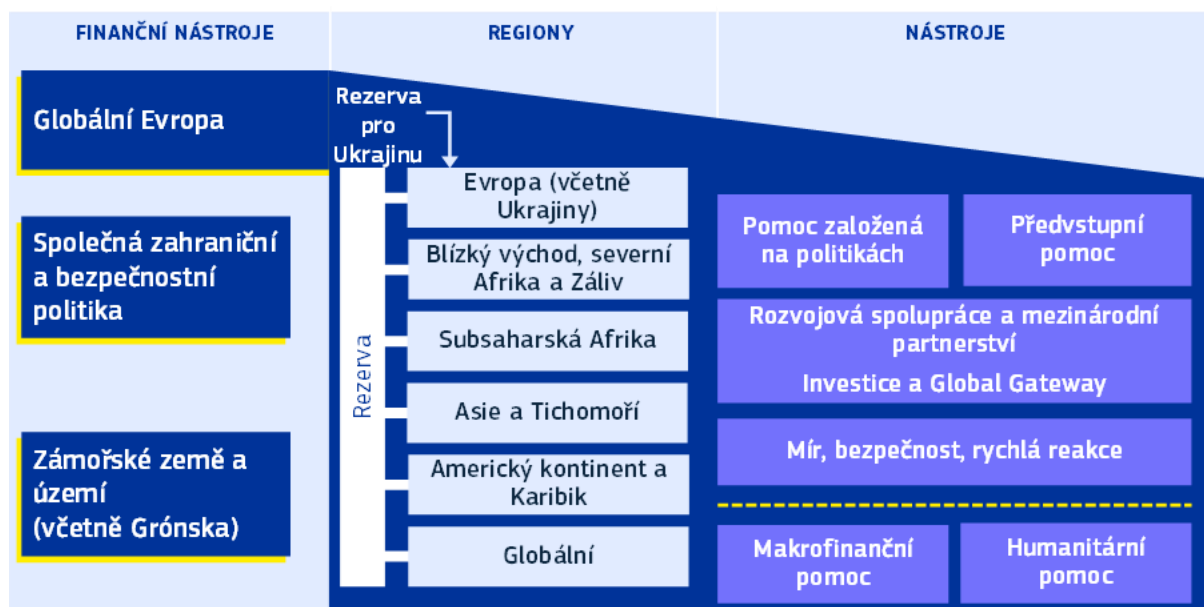 FINANČNÍ NÁSTROJE
REGIONY
NÁSTROJE
Globální Evropa
Společná zahraniční
a bezpečnostní
politika
Zámořské země a
území
(včetně Grónska)
Rezerva
pro
Ukrajinu
Rezerva
Evropa (včetně
Ukrajiny)
Blízký východ, severní
Afrika a Záliv
Subsaharská Afrika
Asie a Tichomoří
Americký kontinent a
Karibik
Globální
Pomoc založená
na politikách
Předvstupní
pomoc
Rozvojová spolupráce a mezinárodní
partnerství
Investice a Global Gateway
Mír, bezpečnost, rychlá reakce
Makrofinanční
pomoc
Humanitární
pomoc